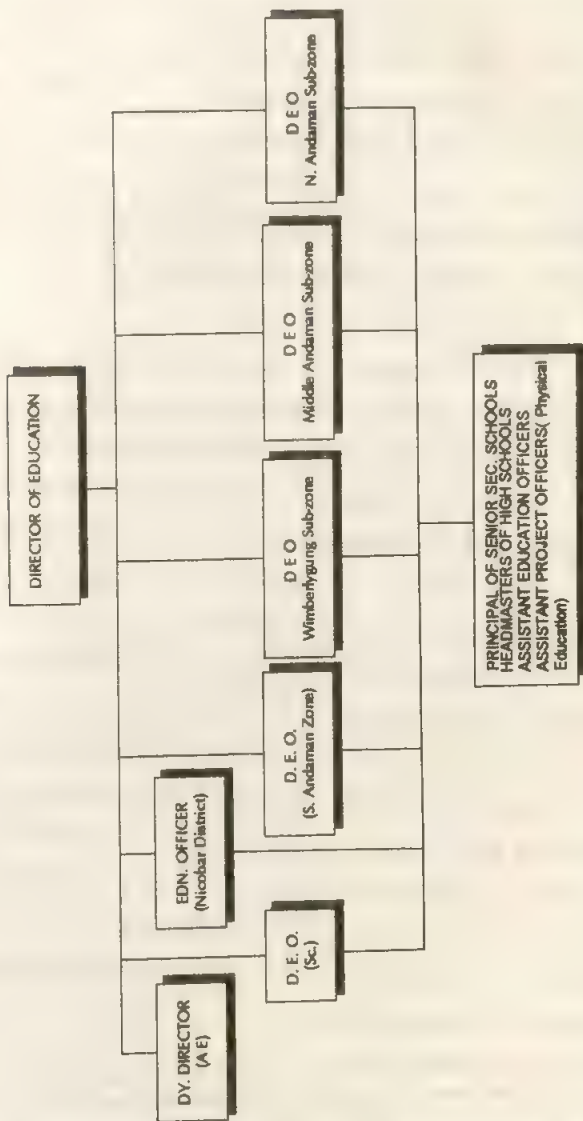 DIRECTOR OF EDUCATION
DY. DIRECTOR
(A E)
EDN. OFFICER
(Nicobar District)
D. E. O.
(Sc.)
D. E. O.
(S. Andaman Zone)
D E O
Wimberlygung Sub-zone
D E O
Middle Andaman Sub-zone
D E O
N. Andaman Sub-zone
PRINCIPAL OF SENIOR SEC. SCHOOLS
HEADMASTERS OF HIGH SCHOOLS
ASSISTANT EDUCATION OFFICERS
ASSISTANT PROJECT OFFICERS( Physical
Education)